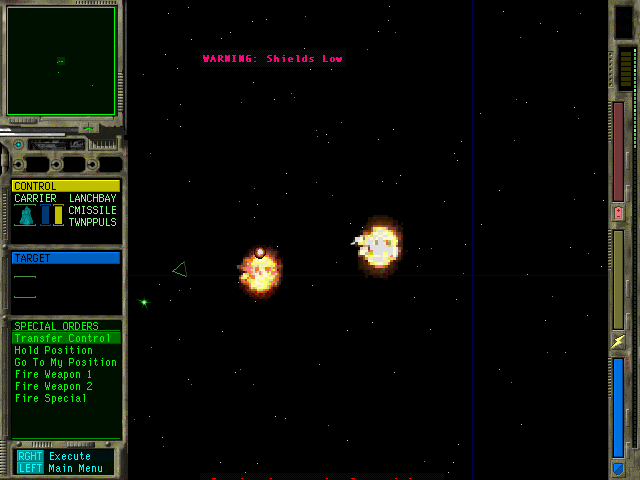 WARNING: Shields Low
CONTROL
CARRIER LANCHBAY
CMISSILE
TWNPPULS
TARGET
SPECIAL ORDERS
Transfer Control
Hold Position
Go To My Position
Fire Weapon 1
Fire Weapon 2
Fire Special
RGHT Execute
LEFT Main Menu